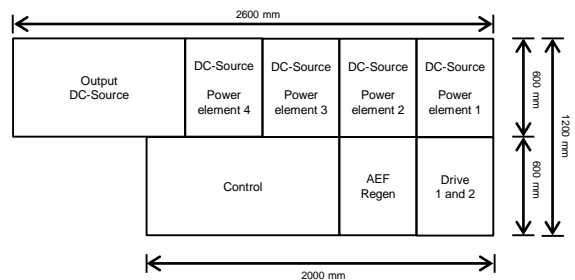 2600 mm
Output
DC-Source
DC-Source
Power
element 4
DC-Source
Power
element 3
DC-Source
Power
element 2
DC-Source
Power
element 1
600 mm
1200 mm
Control
AEF
Regen
Drive
1 and 2
600 mm
2000 mm